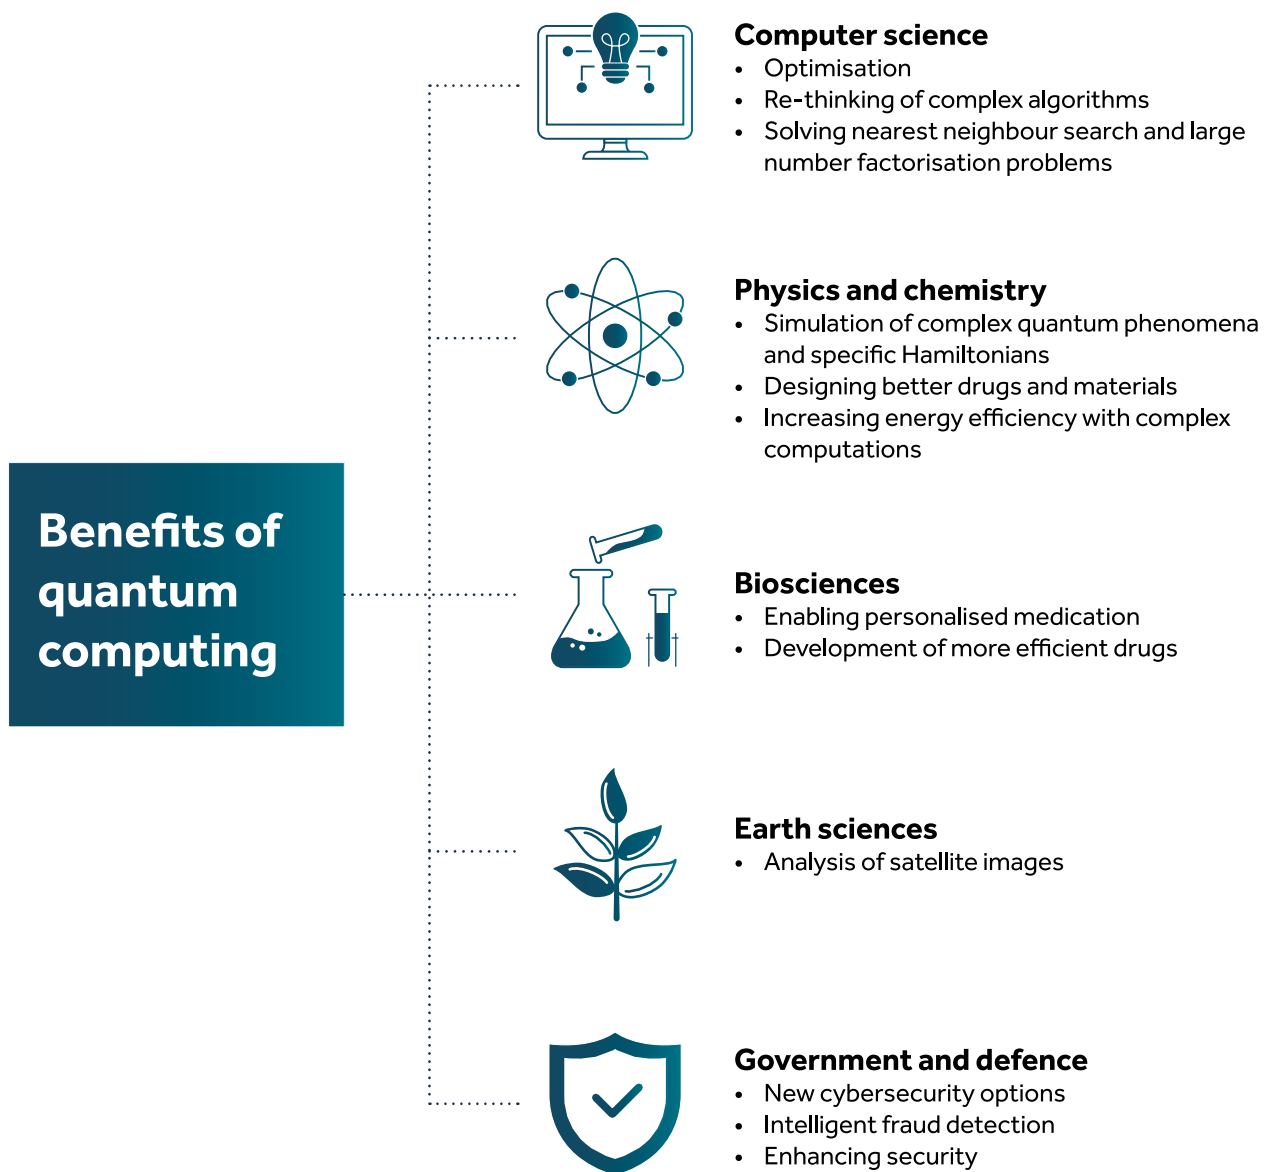 Benefits of
quantum
computing
Computer science
• Optimisation
• Re-thinking of complex algorithms
• Solving nearest neighbour search and large
number factorisation problems
Physics and chemistry
• Simulation of complex quantum phenomena
and specific Hamiltonians
• Designing better drugs and materials
• Increasing energy efficiency with complex
computations
Biosciences
• Enabling personalised medication
• Development of more efficient drugs
Earth sciences
• Analysis of satellite images
Government and defence
• New cybersecurity options
• Intelligent fraud detection
• Enhancing security